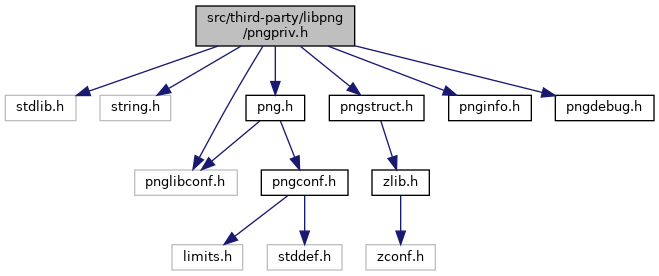 src/third-party/libpng
/pngpriv.h
stdlib.h
string.h
png.h
pngstruct.h
pnginfo.h
pngdebug.h
pnglibconf.h
pngconf.h
zlib.h
limits.h
stddef.h
zconf.h